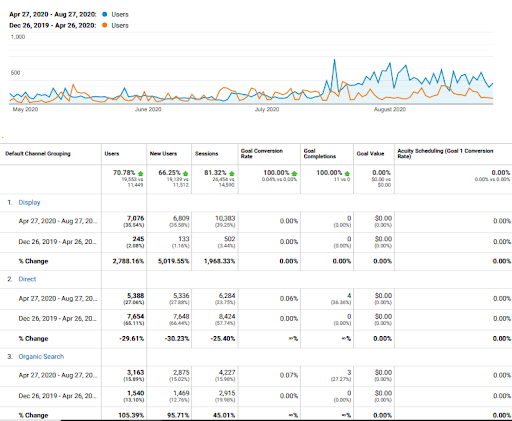 Apr 27, 2020 - Aug 27, 2020: Users
Dec 26, 2019 - Apr 26, 2020: Users
1,000
500
May 2020 June 2020 July 2020 August 2020
Default Channel Grouping Users New Users Sessions Goal Conversion Rate Goal Completions Goal Value Acuity Scheduling (Goal 1 Conversion Rate)
70.78% 66.25% 81.32% 100.00% 100.00% 0.00% 0.00%
19,552 vs 11,449 19,139 vs 11,512 26,454 vs 14,590 0.04% vs 0.00% 11 vs 0 $0.00 vs $0.00 0.00% vs 0.00%
1. Display
Apr 27, 2020 - Aug 27, 20... 7,076 (35.54%) 6,809 (35.58%) 10,383 (39.25%) 0.00% 0 (0.00%) $0.00 (0.00%) 0.00%
Dec 26, 2019 - Apr 26, 20... 245 (2.08%) 133 (1.16%) 502 (3.44%) 0.00% 0 (0.00%) $0.00 (0.00%) 0.00%
% Change 2,788.16% 5,019.55% 1,968.33% 0.00% 0.00% 0.00% 0.00%
2. Direct
Apr 27, 2020 - Aug 27, 20... 5,388 (27.06%) 5,336 (27.88%) 6,284 (23.75%) 0.06% 4 (36.36%) $0.00 (0.00%) 0.00%
Dec 26, 2019 - Apr 26, 20... 7,654 (65.11%) 7,648 (66.44%) 8,424 (57.74%) 0.00% 0 (0.00%) $0.00 (0.00%) 0.00%
% Change -29.61% -30.23% -25.40% ∞% ∞% 0.00% 0.00%
3. Organic Search
Apr 27, 2020 - Aug 27, 20... 3,163 (15.89%) 2,875 (15.02%) 4,227 (15.98%) 0.07% 3 (27.27%) $0.00 (0.00%) 0.00%
Dec 26, 2019 - Apr 26, 20... 1,540 (13.10%) 1,469 (12.76%) 2,915 (19.98%) 0.00% 0 (0.00%) $0.00 (0.00%) 0.00%
% Change 105.39% 95.71% 45.01% ∞% ∞% 0.00% 0.00%